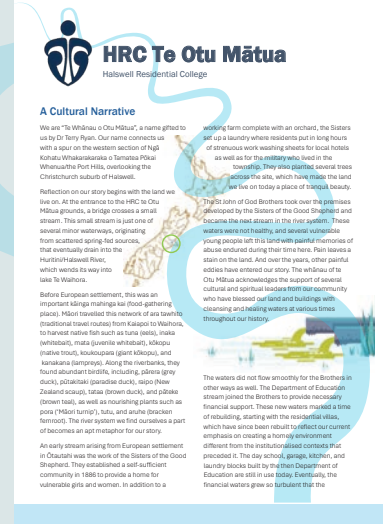 HRC Te Otu Mātua
Halswell Residential College
A Cultural Narrative
We are “Te Whānau o Otu Mātua”, a name gifted to
us by Dr Terry Ryan. Our name connects us
with a spur on the western section of Ngā
Kohatu Whakarakaraka o Tamatea Pōkai
Whenua/the Port Hills, overlooking the
Christchurch suburb of Halswell.
Reflection on our story begins with the land we
live on. At the entrance to the HRC te Otu
Mātua grounds, a bridge crosses a small
stream. This small stream is just one of
several minor waterways, originating
from scattered spring-fed sources,
that eventually drain into the
Huritini/Halswell River,
which wends its way into
lake Te Waihora.
Before European settlement, this was an
important kāinga mahinga kai (food-gathering
place). Māori travelled this network of ara tawhito
(traditional travel routes) from Kaiapoi to Waihora,
to harvest native fish such as tuna (eels), inaka
(whitebait), mata (juvenile whitebait), kōkopu
(native trout), koukoupara (giant kōkopu), and
kanakana (lampreys). Along the riverbanks, they
found abundant birdlife, including, pārera (grey
duck), pūtakitaki (paradise duck), raipo (New
Zealand scaup), tataa (brown duck), and pāteke
(brown teal), as well as nourishing plants such as
pora (‘Māori turnip’), tutu, and aruhe (bracken
fernroot). The river system we find ourselves a part
of becomes an apt metaphor for our story.
An early stream arising from European settlement
in Ōtautahi was the work of the Sisters of the Good
Shepherd. They established a self-sufficient
community in 1886 to provide a home for
vulnerable girls and women. In addition to a
working farm complete with an orchard, the Sisters
set up a laundry where residents put in long hours
of strenuous work washing sheets for local hotels
as well as for the military who lived in the
township. They also planted several trees
across the site, which have made the land
we live on today a place of tranquil beauty.
The St John of God Brothers took over the premises
developed by the Sisters of the Good Shepherd and
became the next stream in the river system. These
waters were not healthy, and several vulnerable
young people left this land with painful memories of
abuse endured during their time here. Pain leaves a
stain on the land. And over the years, other painful
eddies have entered our story. The whānau of te
Otu Mātua acknowledges the support of several
cultural and spiritual leaders from our community
who have blessed our land and buildings with
cleansing and healing waters at various times
throughout our history.
The waters did not flow smoothly for the Brothers in
other ways as well. The Department of Education
stream joined the Brothers to provide necessary
financial support. These new waters marked a time
of rebuilding, starting with the residential villas,
which have since been rebuilt to reflect our current
emphasis on creating a homely environment
different from the institutionalised contexts that
preceded it. The day school, garage, kitchen, and
laundry blocks built by the then Department of
Education are still in use today. Eventually, the
financial waters grew so turbulent that the